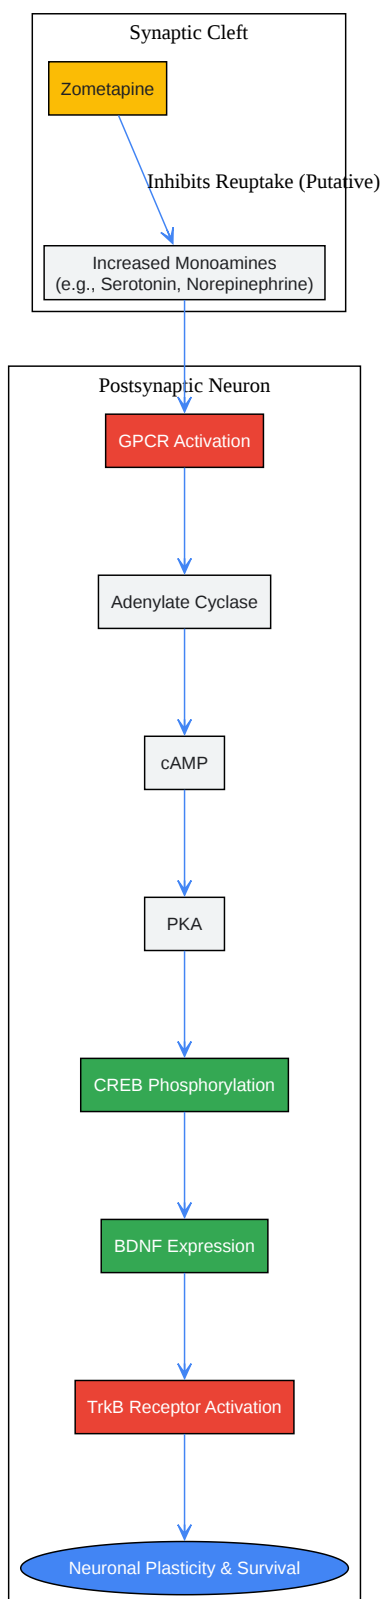 Synaptic Cleft
Zometapine
Inhibits Reuptake (Putative)
Increased Monoamines
(e.g., Serotonin, Norepinephrine)
Postsynaptic Neuron
GPCR Activation
Adenylate Cyclase
cAMP
PKA
CREB Phosphorylation
BDNF Expression
TrkB Receptor Activation
Neuronal Plasticity & Survival